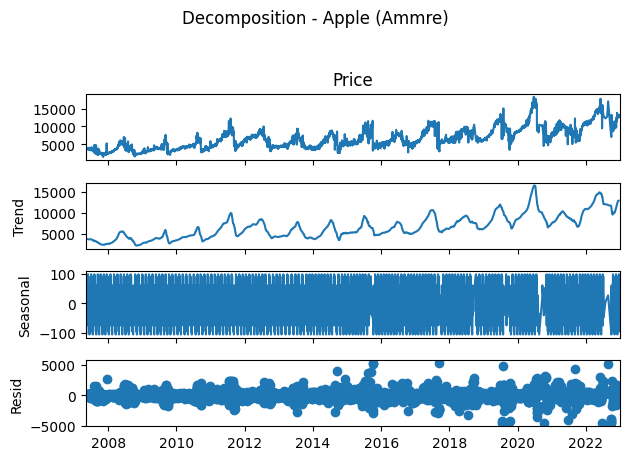 Decomposition - Apple (Ammre)
Price
15000
10000
5000
Trend
15000
10000
5000
Seasonal
100
0
−100
Resid
5000
0
−5000
2008 2010 2012 2014 2016 2018 2020 2022